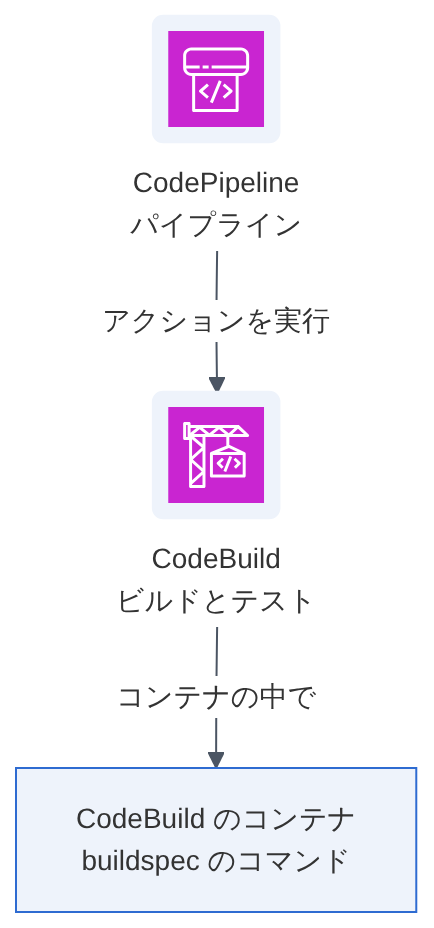 CodePipeline
パイプライン
アクションを実行
CodeBuild
ビルドとテスト
コンテナの中で
CodeBuild のコンテナ
buildspec のコマンド